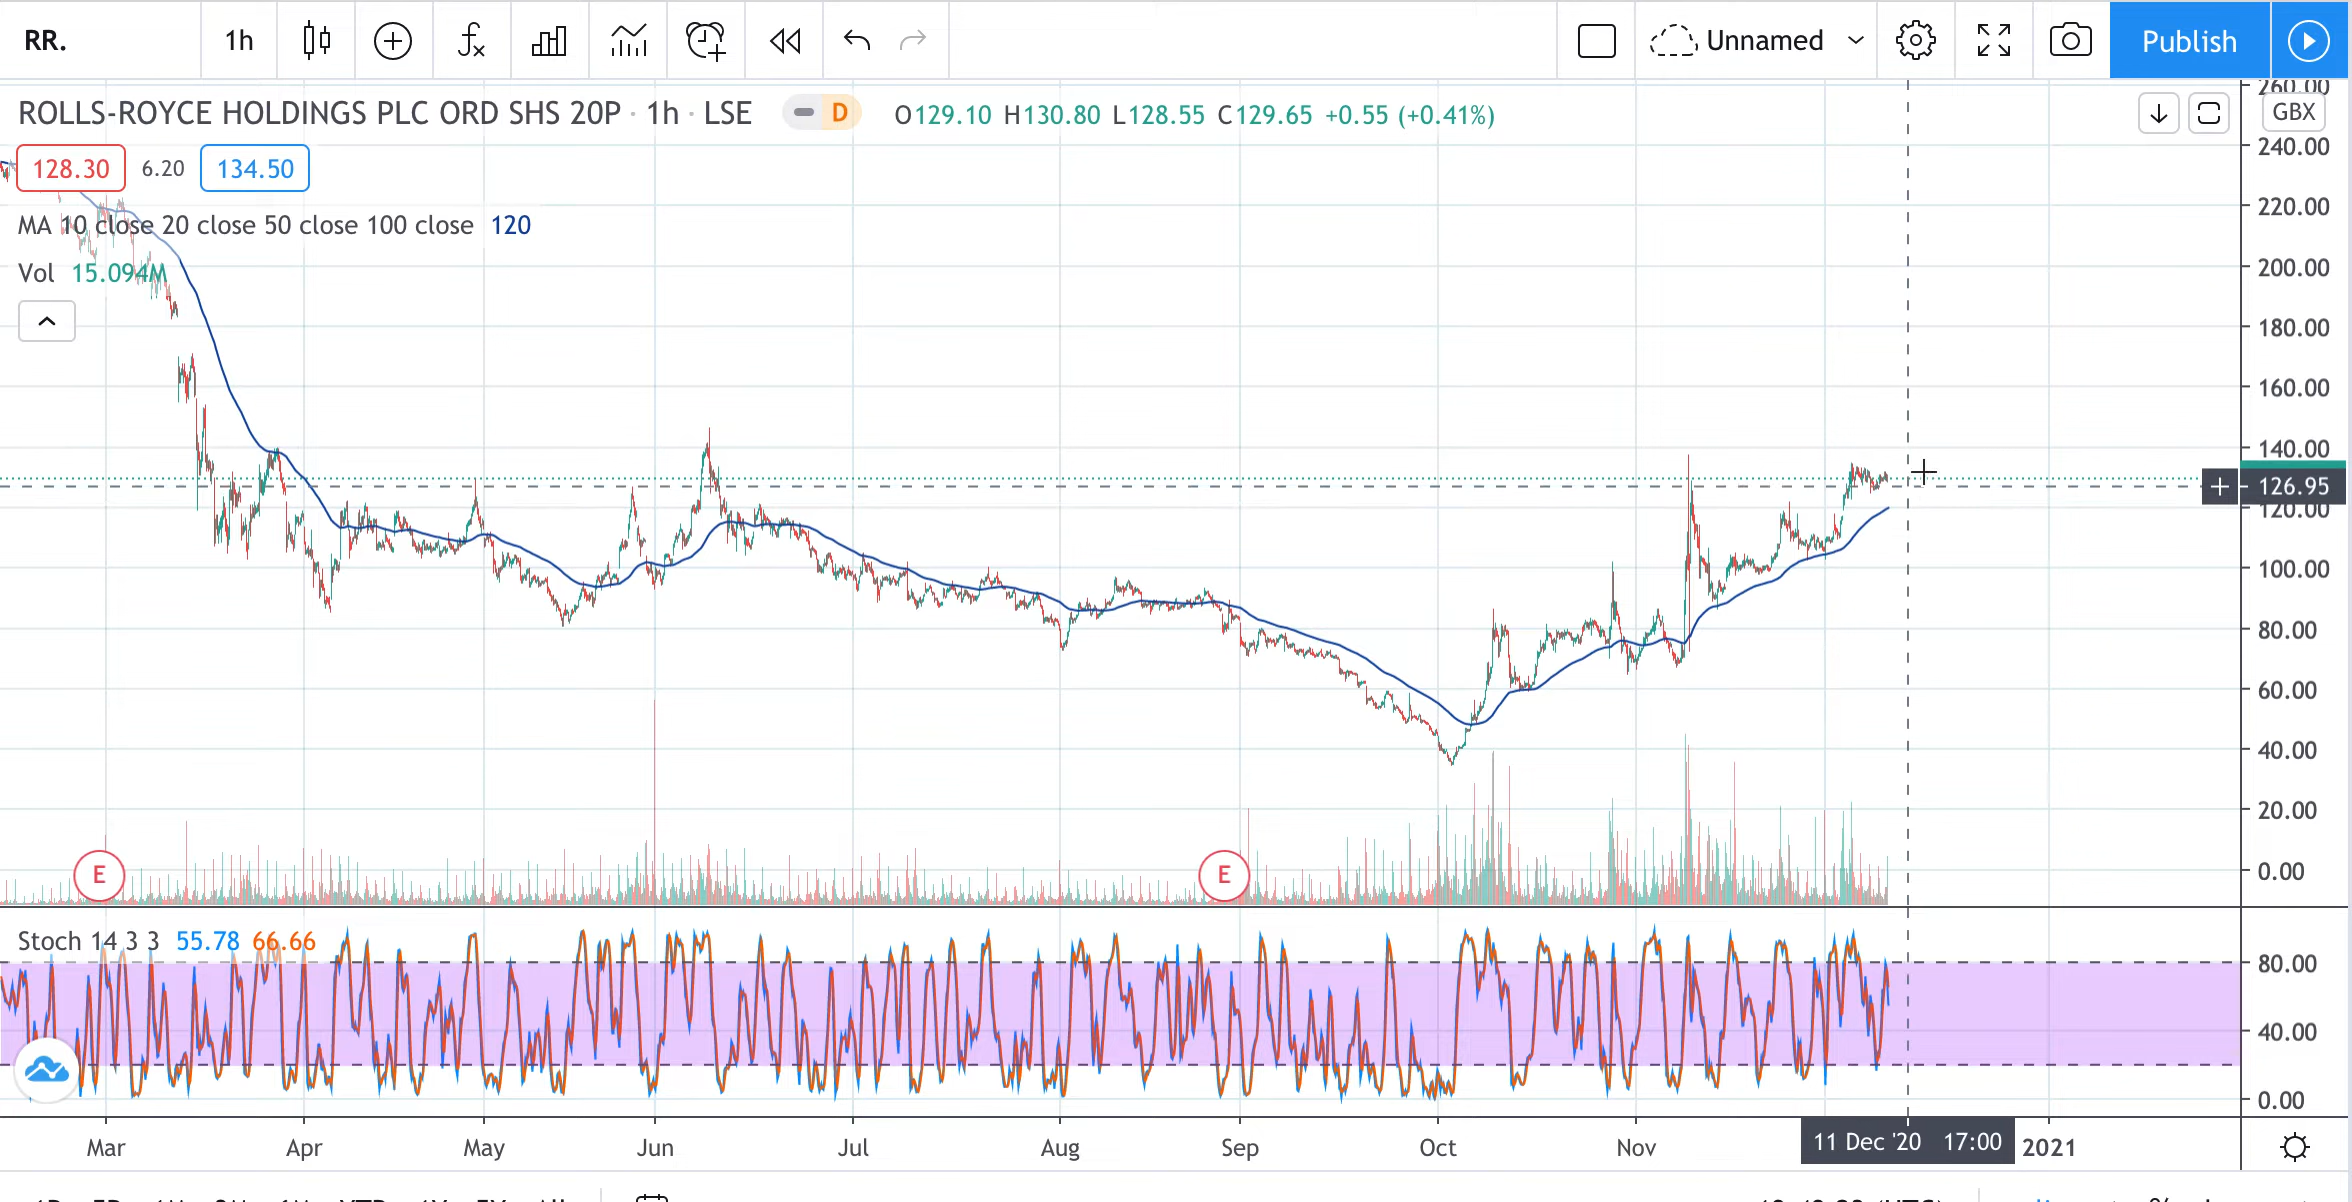 RR. 1h Unnamed Publish
ROLLS-ROYCE HOLDINGS PLC ORD SHS 20P · 1h · LSE D O129.10 H130.80 L128.55 C129.65 +0.55 (+0.41%) GBX
128.30 6.20 134.50
MA 10 close 20 close 50 close 100 close 120
Vol 15.094M
260.00
240.00
220.00
200.00
180.00
160.00
140.00
126.95
120.00
100.00
80.00
60.00
40.00
20.00
0.00
E E
Stoch 14 3 3 55.78 66.66
80.00
40.00
0.00
Mar Apr May Jun Jul Aug Sep Oct Nov 11 Dec '20 17:00 2021